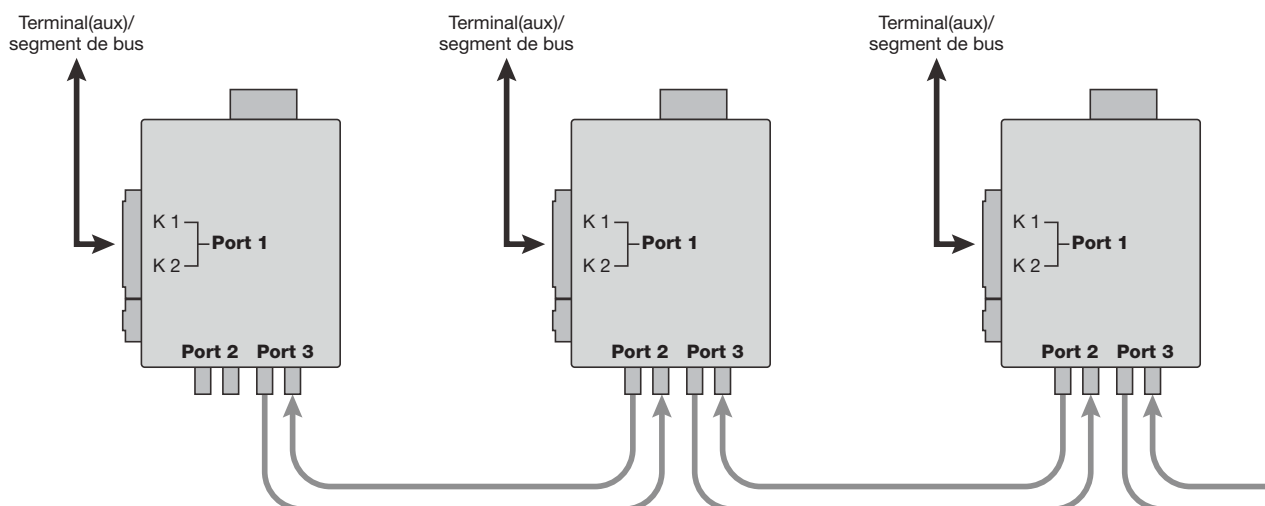 Terminal(aux)/
segment de bus
K 1
Port 1
K 2
Port 2 Port 3
Terminal(aux)/
segment de bus
K 1
Port 1
K 2
Port 2 Port 3
Terminal(aux)/
segment de bus
K 1
Port 1
K 2
Port 2 Port 3